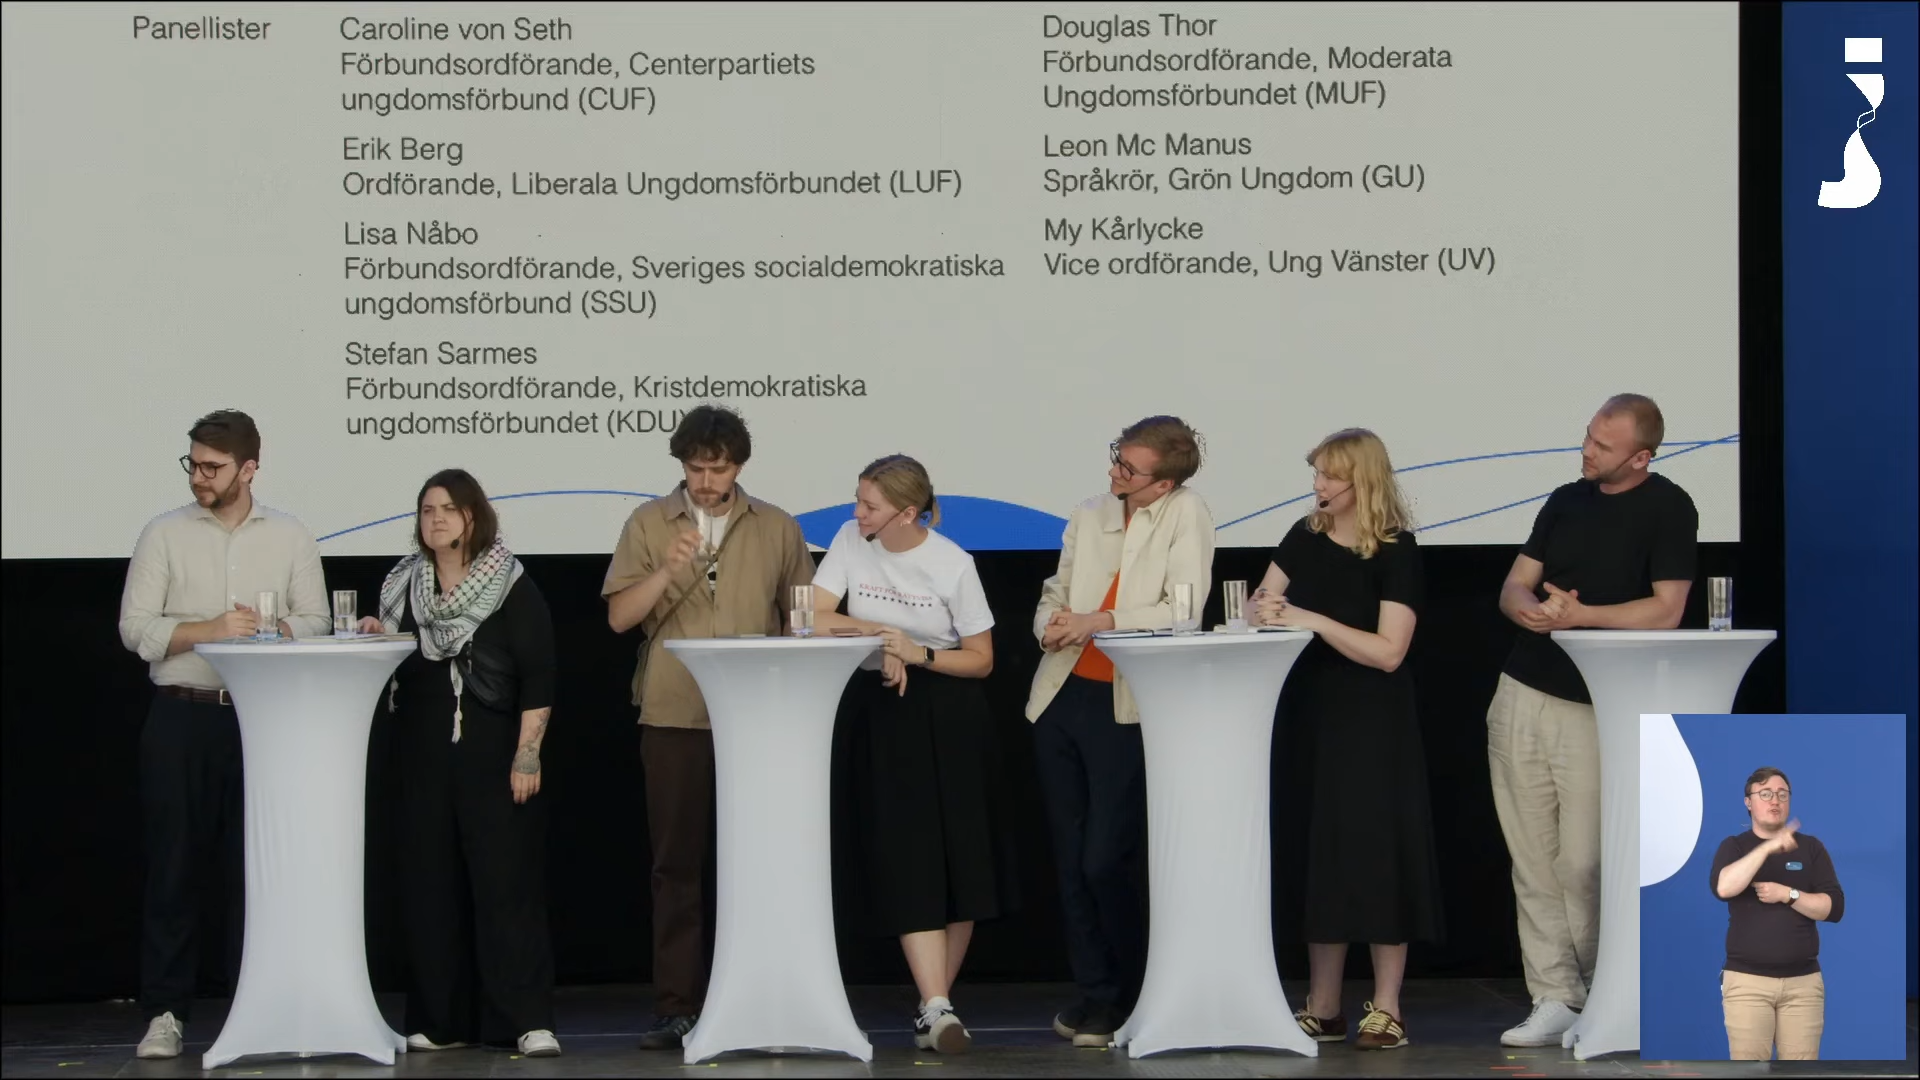 Panellister
Caroline von Seth
Förbundsordförande, Centerpartiets
ungdomsförbund (CUF)
Erik Berg
Ordförande, Liberala Ungdomsförbundet (LUF)
Lisa Nåbo
Förbundsordförande, Sveriges socialdemokratiska
ungdomsförbund (SSU)
Stefan Sarmes
Förbundsordförande, Kristdemokratiska
ungdomsförbundet (KDU)
Douglas Thor
Förbundsordförande, Moderata
Ungdomsförbundet (MUF)
Leon Mc Manus
Språkrör, Grön Ungdom (GU)
My Kårlycke
Vice ordförande, Ung Vänster (UV)